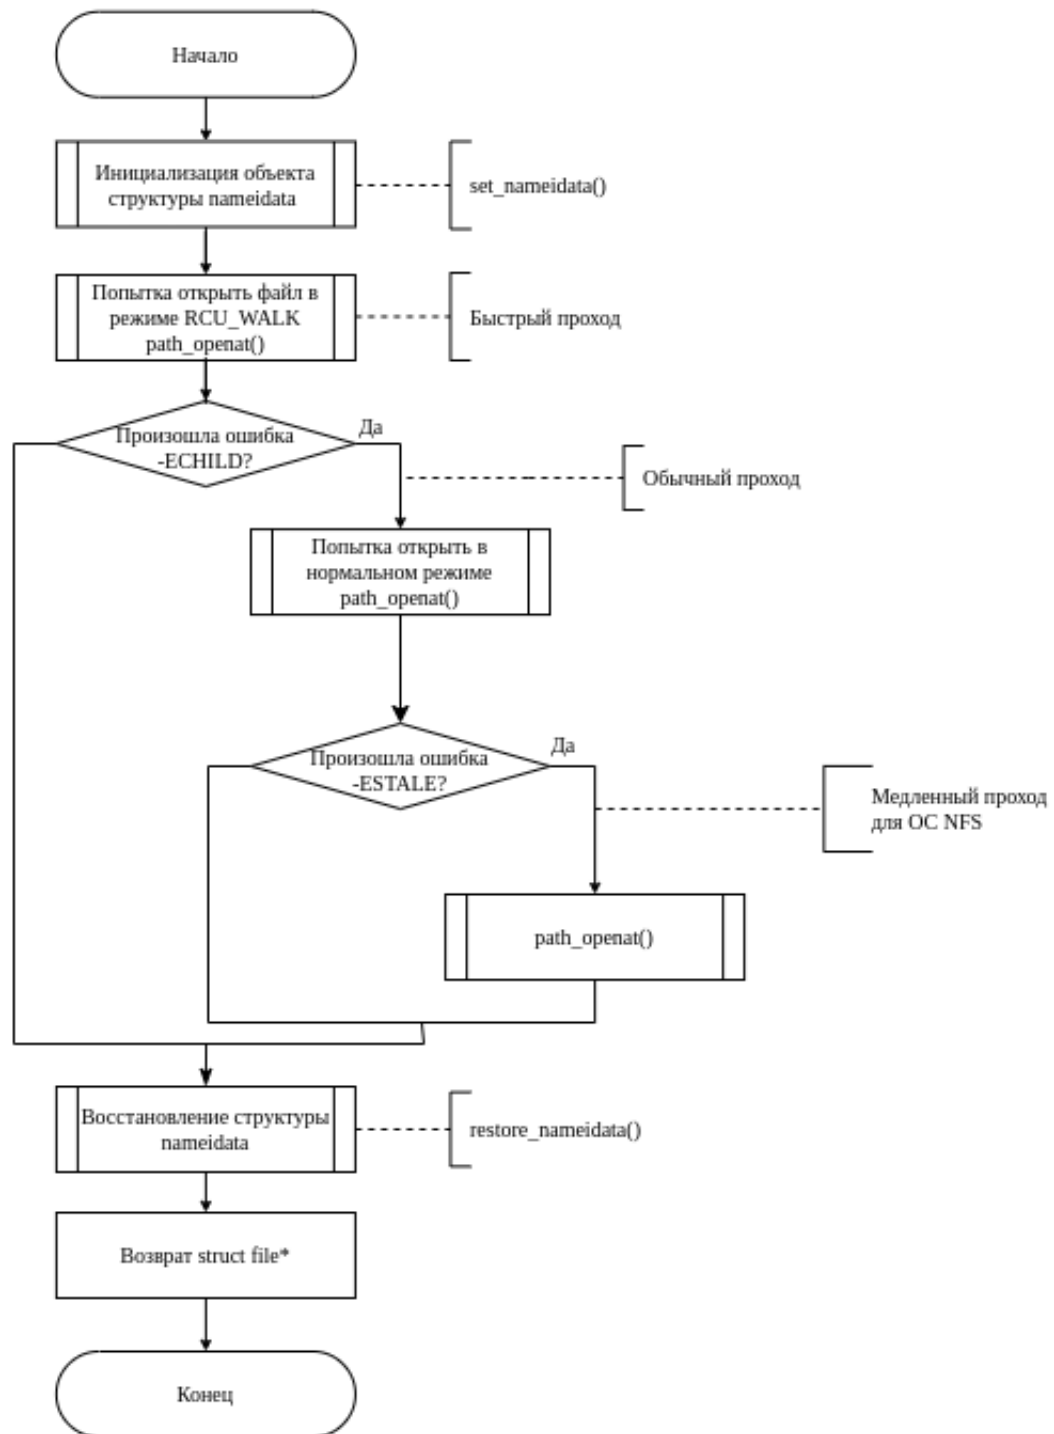 Начало
Инициализация объекта
структуры nameidata
set_nameidata()
Попытка открыть файл в
режиме RCU_WALK
path_openat()
Быстрый проход
Произошла ошибка
-ECHILD?
Да
Обычный проход
Попытка открыть в
нормальном режиме
path_openat()
Произошла ошибка
-ESTALE?
Да
Медленный проход
для ОС NFS
path_openat()
Восстановление структуры
nameidata
restore_nameidata()
Возврат struct file*
Конец